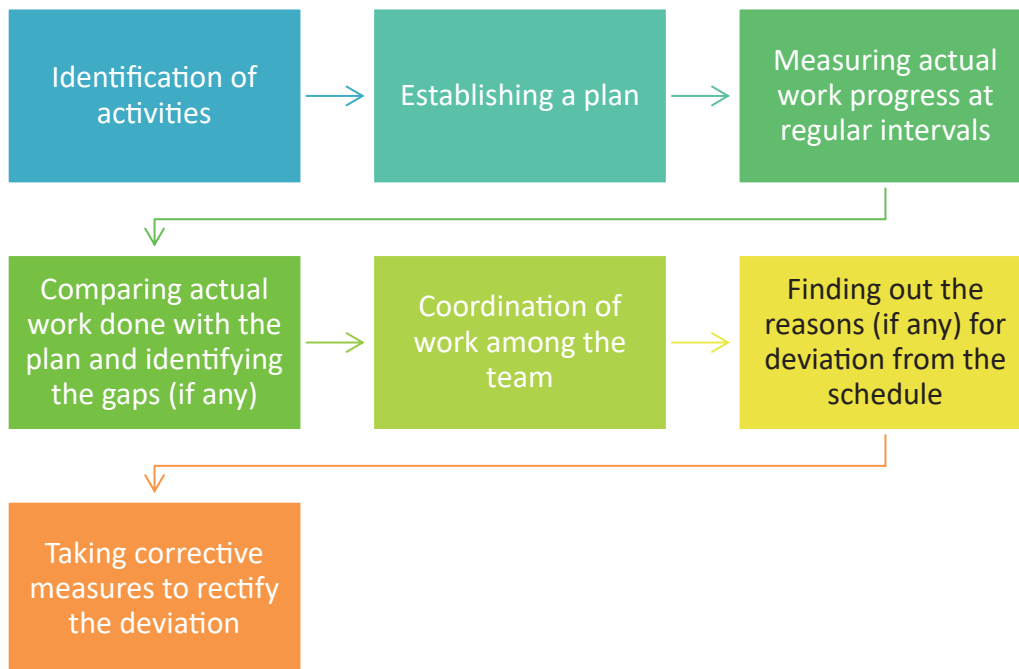 Identification of
activities
Establishing a plan
Measuring actual
work progress at
regular intervals
Comparing actual
work done with the
plan and identifying
the gaps (if any)
Coordination of
work among the
team
Finding out the
reasons (if any) for
deviation from the
schedule
Taking corrective
measures to rectify
the deviation